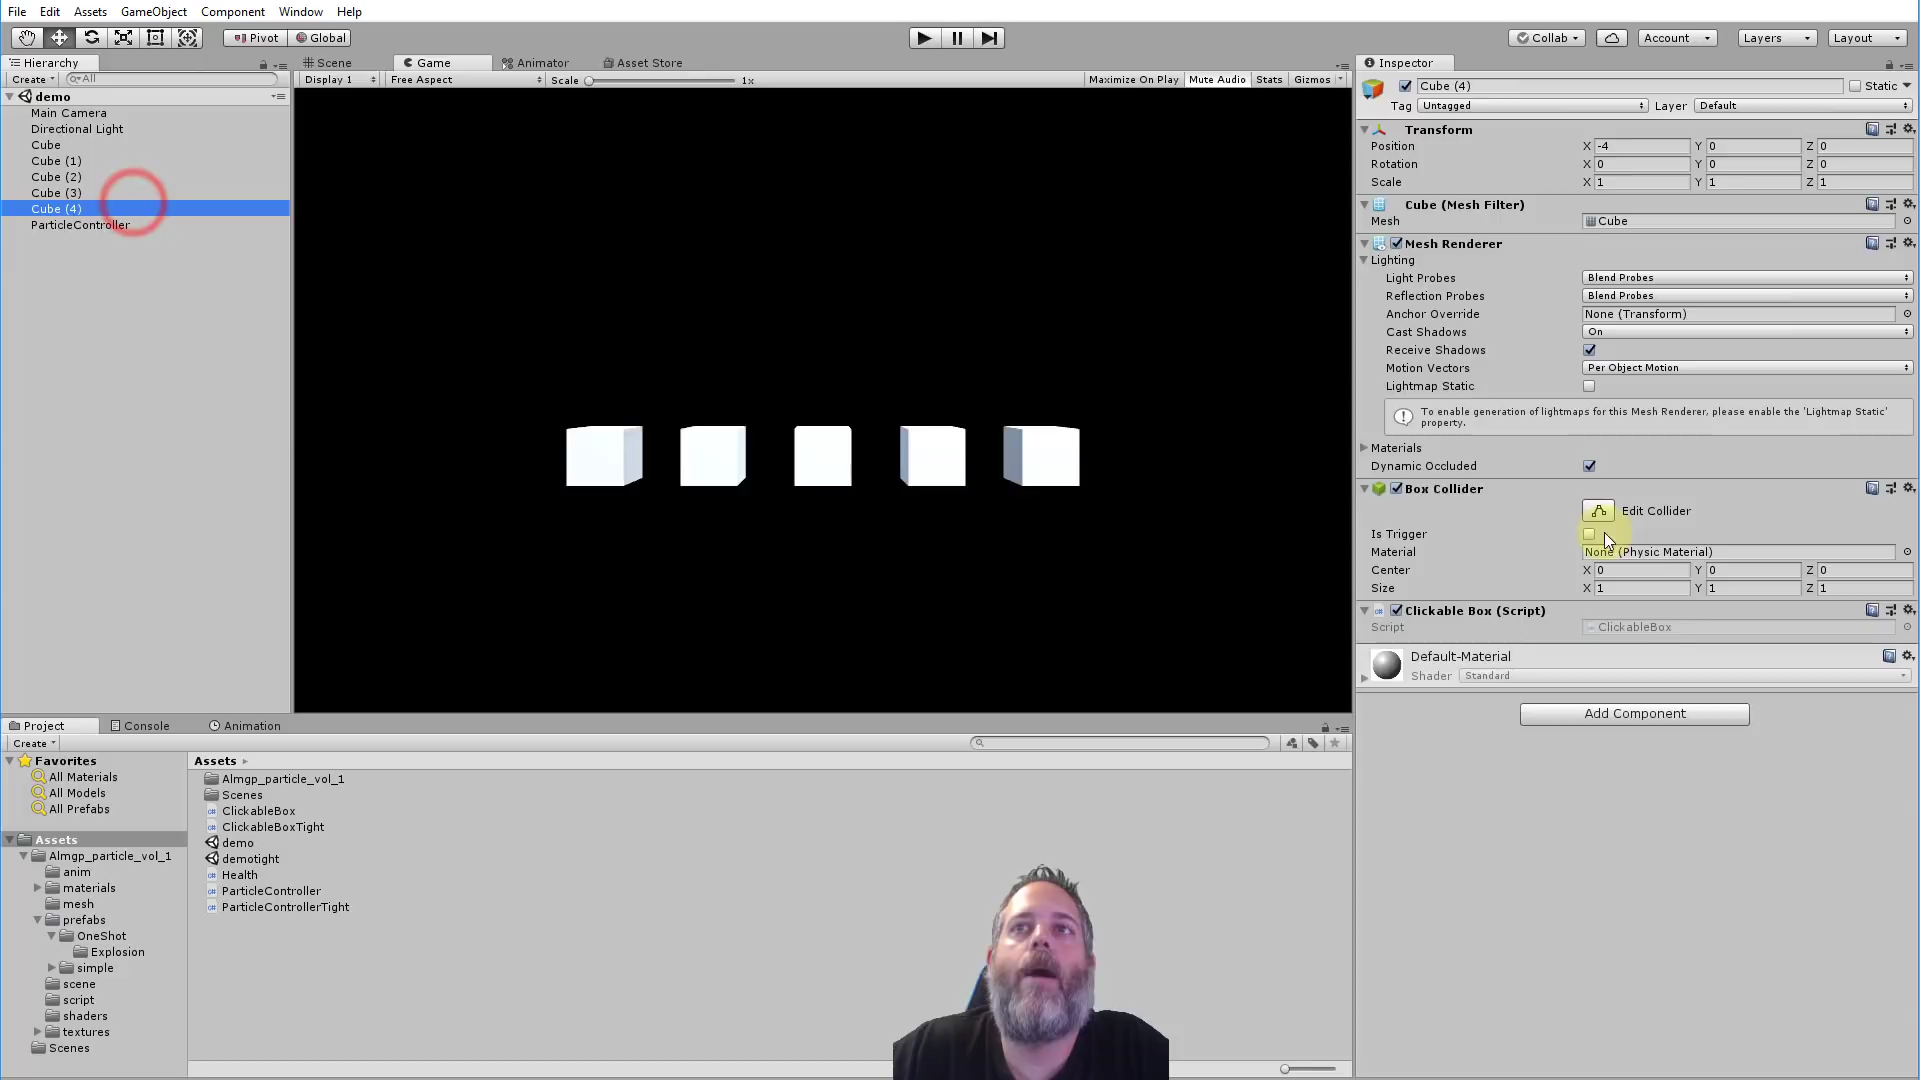 File Edit Assets GameObject Component Window Help
Pivot Global Collab Account Layers Layout
Hierarchy
Create All
demo
Main Camera
Directional Light
Cube
Cube (1)
Cube (2)
Cube (3)
Cube (4)
ParticleController
Scene Game Animator Asset Store
Display 1 Free Aspect Scale 1x Maximize On Play Mute Audio Stats Gizmos
Inspector
Cube (4) Static
Tag Untagged Layer Default
Transform
Position X -4 Y 0 Z 0
Rotation X 0 Y 0 Z 0
Scale X 1 Y 1 Z 1
Cube (Mesh Filter)
Mesh Cube
Mesh Renderer
Lighting
Light Probes Blend Probes
Reflection Probes Blend Probes
Anchor Override None (Transform)
Cast Shadows On
Receive Shadows
Motion Vectors Per Object Motion
Lightmap Static
To enable generation of lightmaps for this Mesh Renderer, please enable the 'Lightmap Static'
property.
Materials
Dynamic Occluded
Box Collider
Edit Collider
Is Trigger
Material None (Physic Material)
Center X 0 Y 0 Z 0
Size X 1 Y 1 Z 1
Clickable Box (Script)
Script ClickableBox
Default-Material
Shader Standard
Add Component
Project Console Animation
Create
Favorites
All Materials
All Models
All Prefabs
Assets
Almgp_particle_vol_1
anim
materials
mesh
prefabs
OneShot
Explosion
simple
scene
script
shaders
textures
Scenes
Assets
Almgp_particle_vol_1
Scenes
ClickableBox
ClickableBoxTight
demo
demotight
Health
ParticleController
ParticleControllerTight